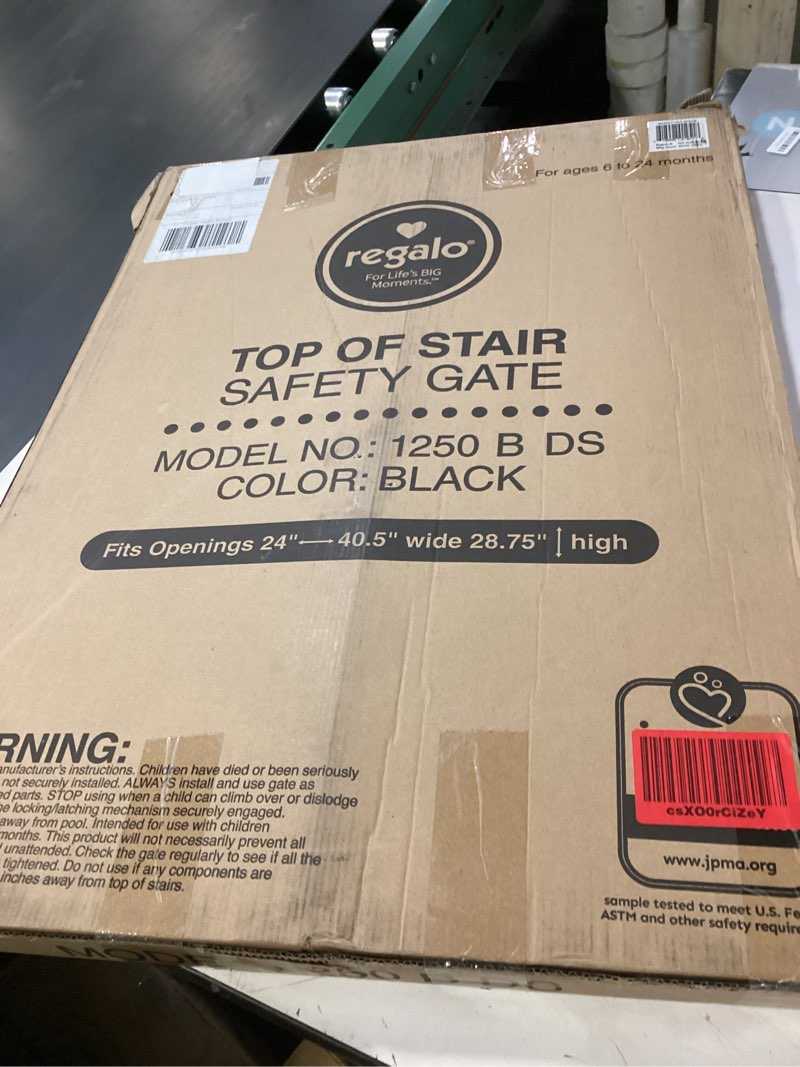 For ages 6 to 24 months
regalo®
For Life's BIG
Moments.™
TOP OF STAIR
SAFETY GATE
MODEL NO.: 1250 B DS
COLOR: BLACK
Fits Openings 24" 40.5" wide 28.75" high
RNING:
anufacturer's instructions. Children have died or been seriously
not securely installed. ALWAYS install and use gate as
ed parts. STOP using when a child can climb over or dislodge
locking/latching mechanism securely engaged.
away from pool. Intended for use with children
months. This product will not necessarily prevent all
unattended. Check the gate regularly to see if all the
tightened. Do not use if any components are
inches away from top of stairs.
csXO0rCiZeY
www.jpma.org
sample tested to meet U.S. Fe
ASTM and other safety require